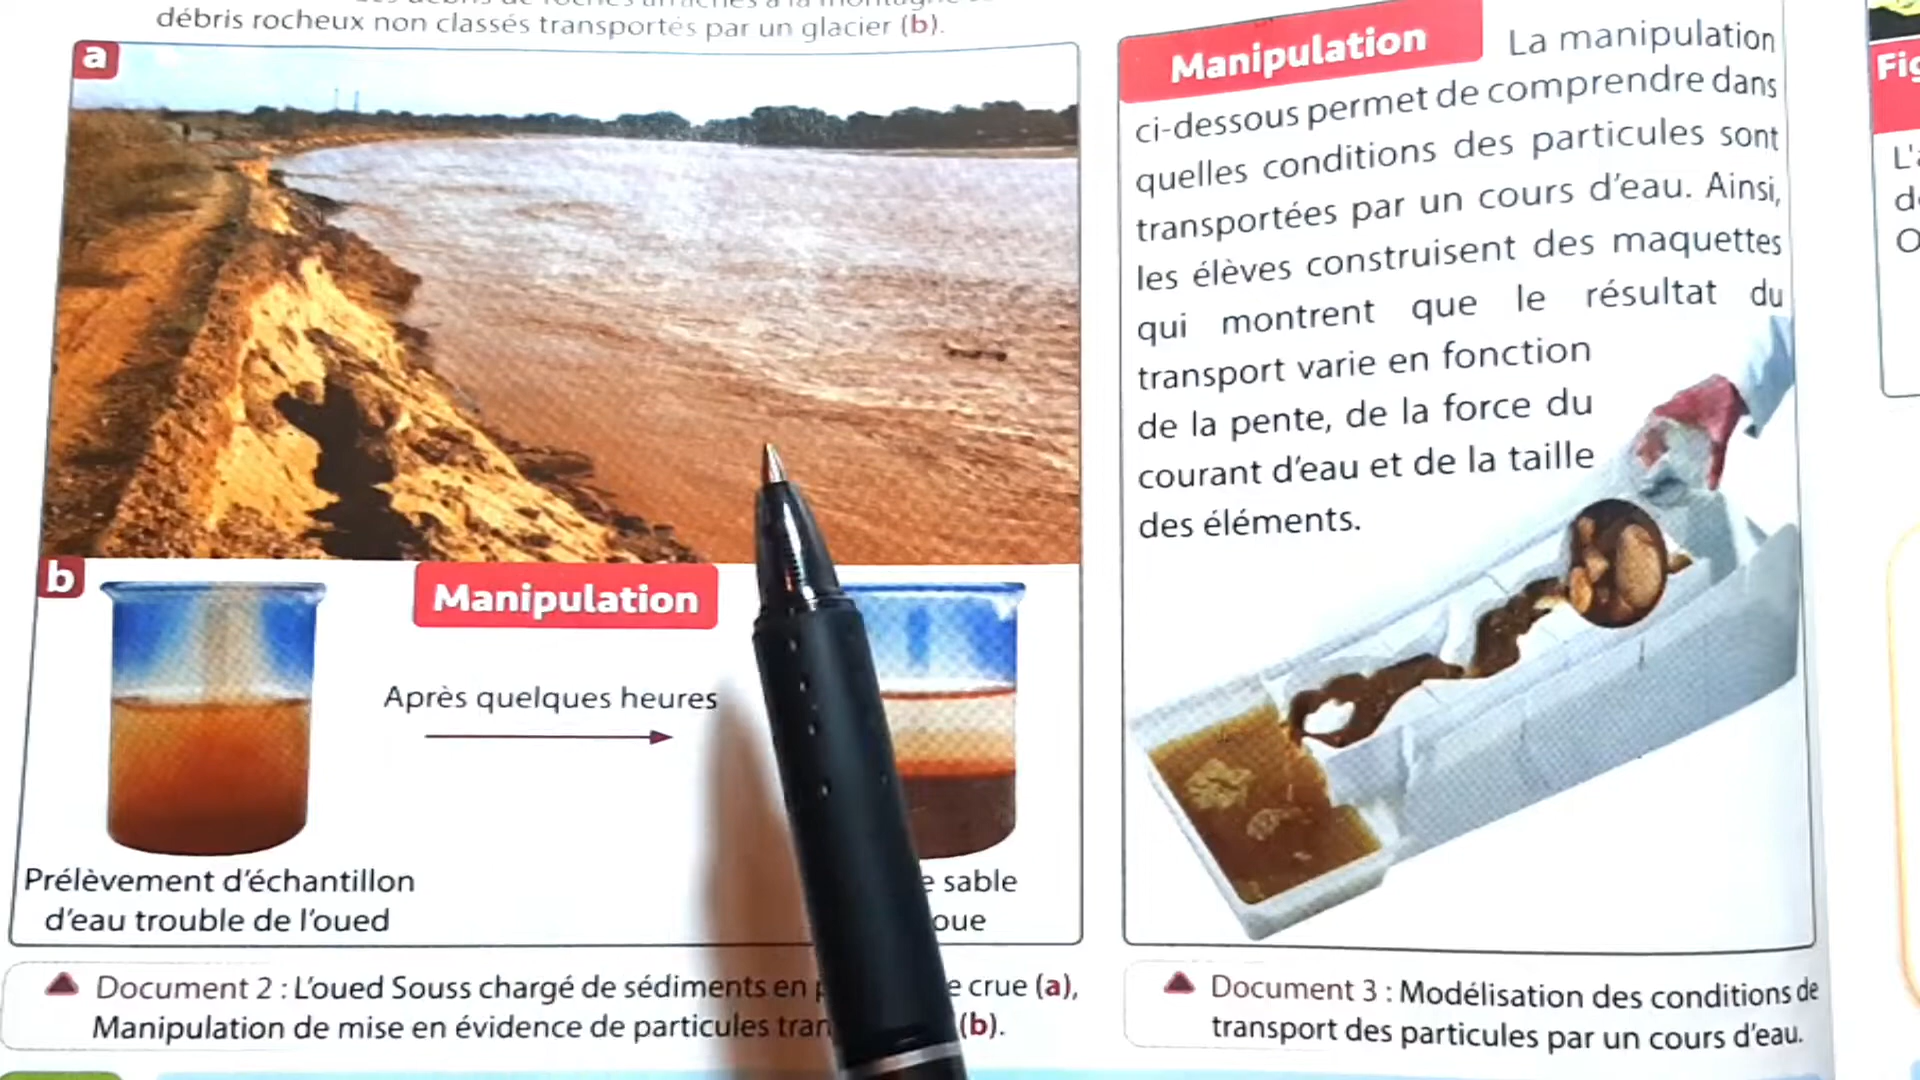 débris rocheux non classés transportés par un glacier (b).
a
b
Manipulation
Après quelques heures
Prélèvement d'échantillon
d'eau trouble de l'oued
sable
Document 2 : L'oued Souss chargé de sédiments en crue (a),
Manipulation de mise en évidence de particules (b).
Manipulation La manipulation
ci-dessous permet de comprendre dans
quelles conditions des particules sont
transportées par un cours d'eau. Ainsi,
les élèves construisent des maquettes
qui montrent que le résultat du
transport varie en fonction
de la pente, de la force du
courant d'eau et de la taille
des éléments.
Document 3 : Modélisation des conditions de
transport des particules par un cours d'eau.